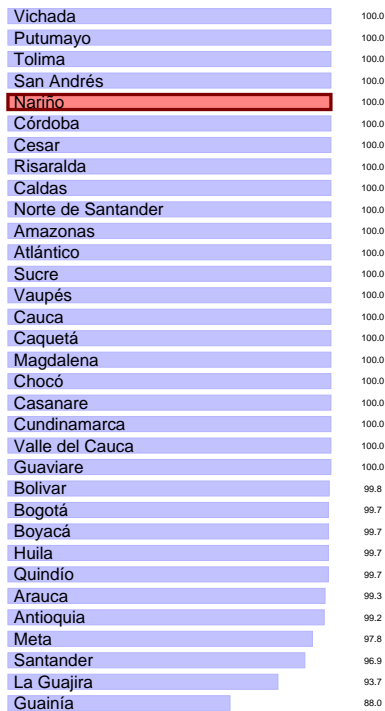 Vichada 100.0
Putumayo 100.0
Tolima 100.0
San Andrés 100.0
Nariño 100.0
Córdoba 100.0
Cesar 100.0
Risaralda 100.0
Caldas 100.0
Norte de Santander 100.0
Amazonas 100.0
Atlántico 100.0
Sucre 100.0
Vaupés 100.0
Cauca 100.0
Caquetá 100.0
Magdalena 100.0
Chocó 100.0
Casanare 100.0
Cundinamarca 100.0
Valle del Cauca 100.0
Guaviare 100.0
Bolivar 99.8
Bogotá 99.7
Boyacá 99.7
Huila 99.7
Quindío 99.7
Arauca 99.3
Antioquia 99.2
Meta 97.8
Santander 96.9
La Guajira 93.7
Guainía 88.0